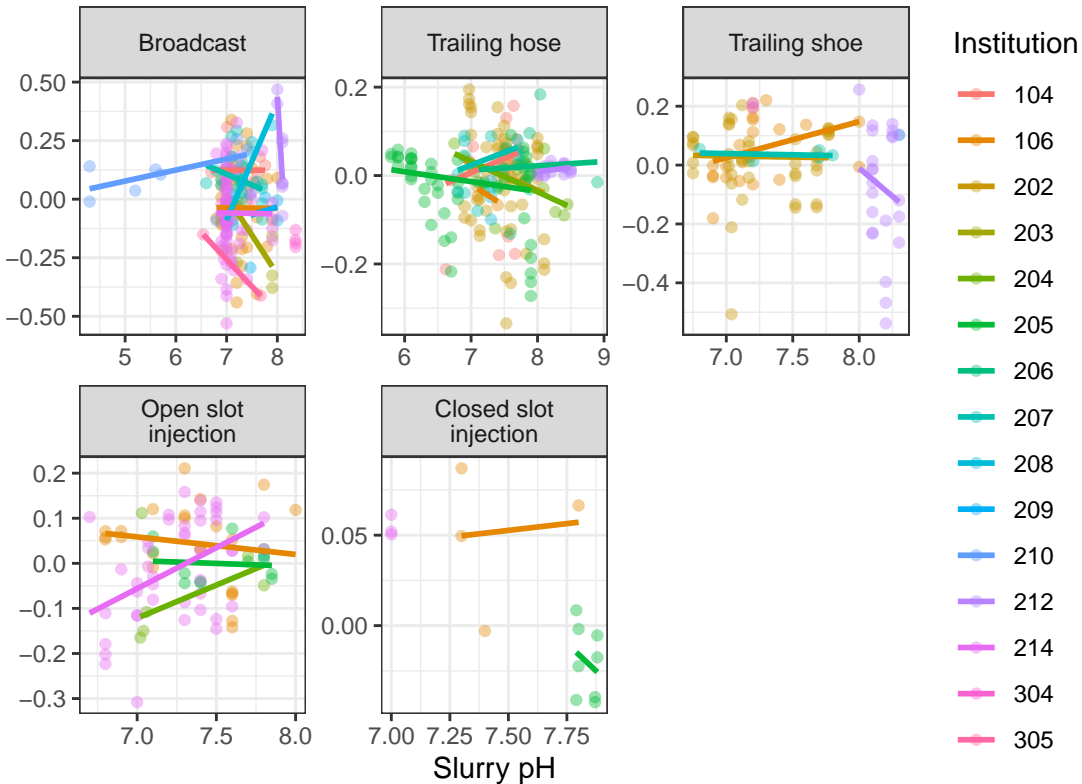 Broadcast
Trailing hose
Trailing shoe
0.50
0.25
0.00
−0.25
−0.50
5 6 7 8
0.2
0.0
−0.2
6 7 8 9
0.2
0.0
−0.2
−0.4
7.0 7.5 8.0
Open slot
injection
Closed slot
injection
0.2
0.1
0.0
−0.1
−0.2
−0.3
7.0 7.5 8.0
0.05
0.00
7.00 7.25 7.50 7.75
Slurry pH
Institution
104
106
202
203
204
205
206
207
208
209
210
212
214
304
305